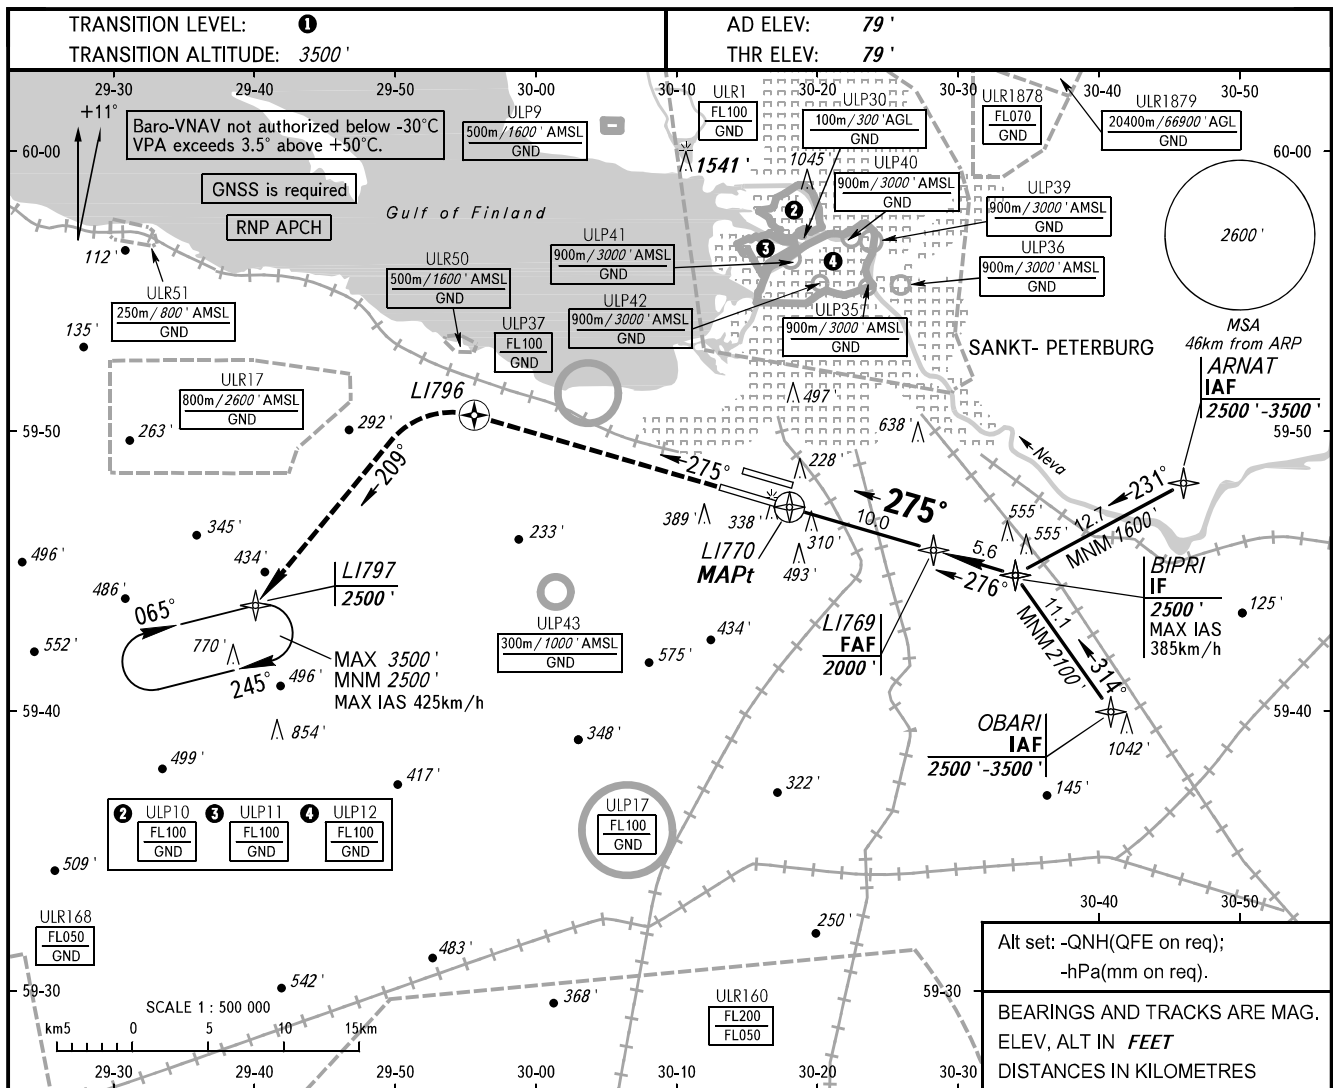 TRANSITION LEVEL: ❶
TRANSITION ALTITUDE: 3500 '
AD ELEV: 79 '
THR ELEV: 79 '
29-30
29-40
29-50
30-00
30-10
30-20
30-30
30-40
30-50
+11°
Baro-VNAV not authorized below -30°C
VPA exceeds 3.5° above +50°C.
GNSS is required
RNP APCH
60-00
60-00
ULP9
500m/1600 ' AMSL
GND
ULR1
FL100
GND
1541 '
1045 '
ULP30
100m/300 ' AGL
GND
ULP40
900m/3000 ' AMSL
GND
ULR1878
FL070
GND
ULR1879
20400m/66900 ' AGL
GND
ULP39
900m/3000 ' AMSL
GND
ULP36
900m/3000 ' AMSL
GND
2600'
MSA
46km from ARP
Gulf of Finland
❷
❸
❹
ULP41
900m/3000 ' AMSL
GND
ULR50
500m/1600 ' AMSL
GND
ULP42
900m/3000 ' AMSL
GND
ULP37
FL100
GND
ULP35
900m/3000 ' AMSL
GND
SANKT- PETERBURG
112 '
ULR51
250m/800 ' AMSL
GND
135 '
ULR17
800m/2600 ' AMSL
GND
263 '
292 '
LI796
497 '
638 '
ARNAT
IAF
2500 '-3500 '
59-50
59-50
Neva
209°
275°
228 '
275°
10.0
231°
12.7
MNM 1600'
389 '
338 '
310 '
493 '
LI770
MAPt
555 '
555 '
5.6
276°
BIPRI
IF
2500 '
MAX IAS
385km/h
125 '
345 '
496 '
434 '
233 '
486 '
065°
LI797
2500 '
552 '
770 '
245°
496 '
MAX 3500'
MNM 2500'
MAX IAS 425km/h
ULP43
300m/1000 ' AMSL
GND
434 '
575 '
LI769
FAF
2000 '
11.1
MNM 2100'
314°
59-40
59-40
854 '
348 '
OBARI
IAF
2500 '-3500 '
1042 '
499 '
417 '
322 '
145 '
❷ ULP10 ❸ ULP11 ❹ ULP12
FL100 FL100 FL100
GND GND GND
ULP17
FL100
GND
509 '
ULR168
FL050
GND
483 '
250 '
542 '
368 '
30-40
30-50
59-30
59-30
SCALE 1 : 500 000
km5 0 5 10 15km
ULR160
FL200
FL050
Alt set: -QNH(QFE on req);
-hPa(mm on req).
BEARINGS AND TRACKS ARE MAG.
ELEV, ALT IN FEET
DISTANCES IN KILOMETRES
29-30
29-40
29-50
30-00
30-10
30-20
30-30